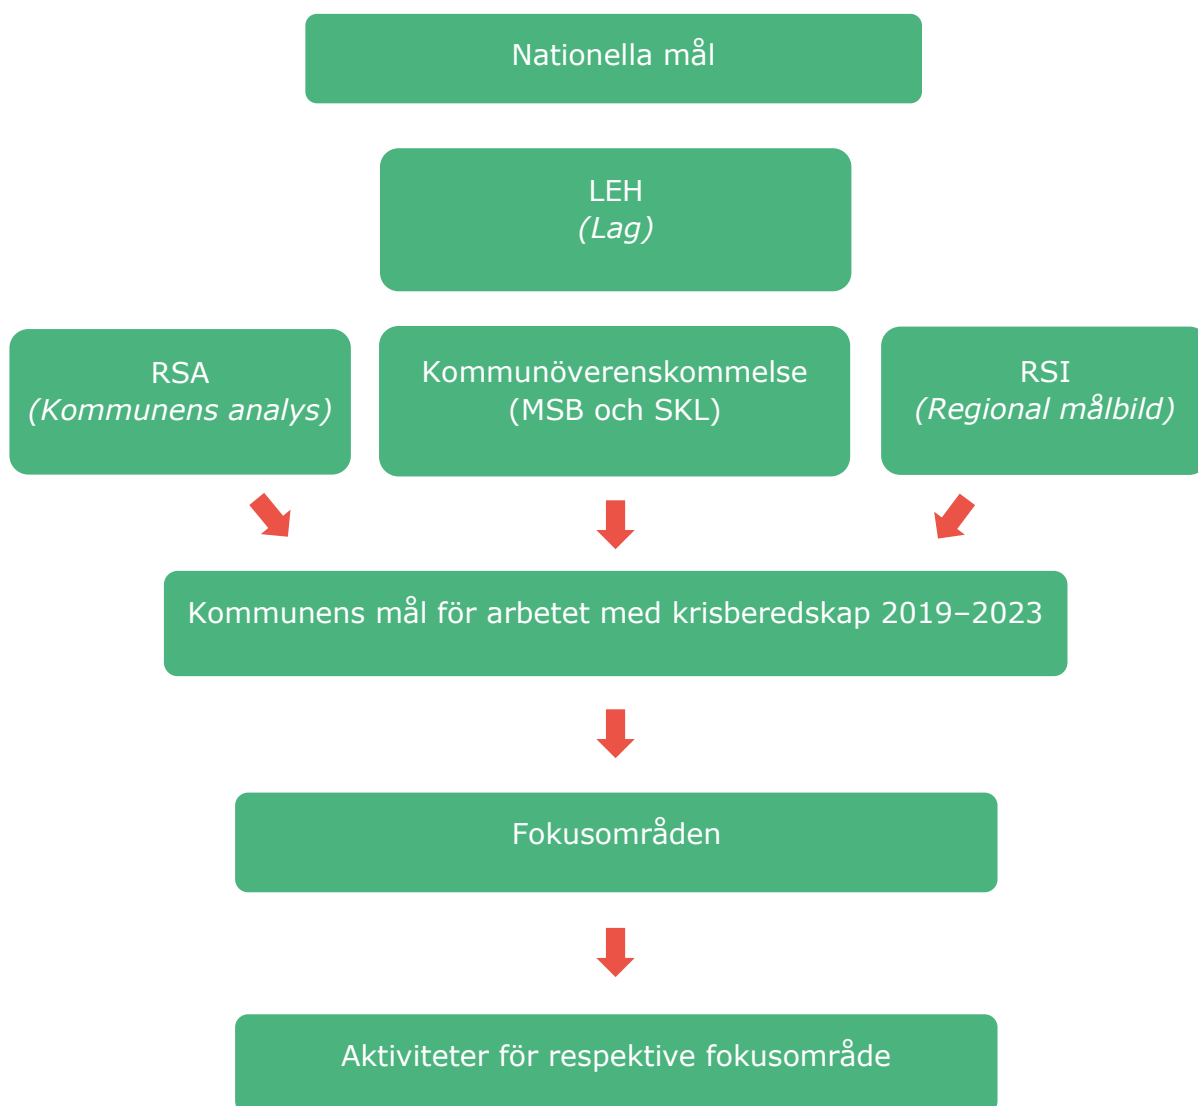 Nationella mål
LEH
(Lag)
RSA
(Kommunens analys)
Kommunöverenskommelse
(MSB och SKL)
RSI
(Regional målbild)
Kommunens mål för arbetet med krisberedskap 2019–2023
Fokusområden
Aktiviteter för respektive fokusområde